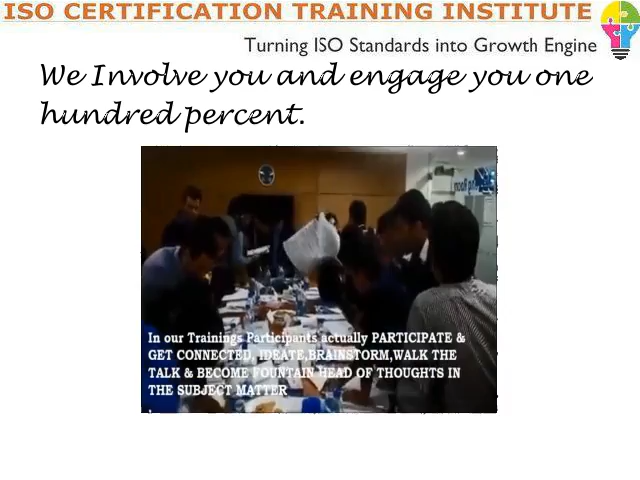 ISO CERTIFICATION TRAINING INSTITUTE
Turning ISO Standards into Growth Engine
We Involve you and engage you one
hundred percent.
In our Trainings Participants actually PARTICIPATE &
GET CONNECTED, IDEATE,BRAINSTORM,WALK THE
TALK & BECOME FOUNTAIN HEAD OF THOUGHTS IN
THE SUBJECT MATTER